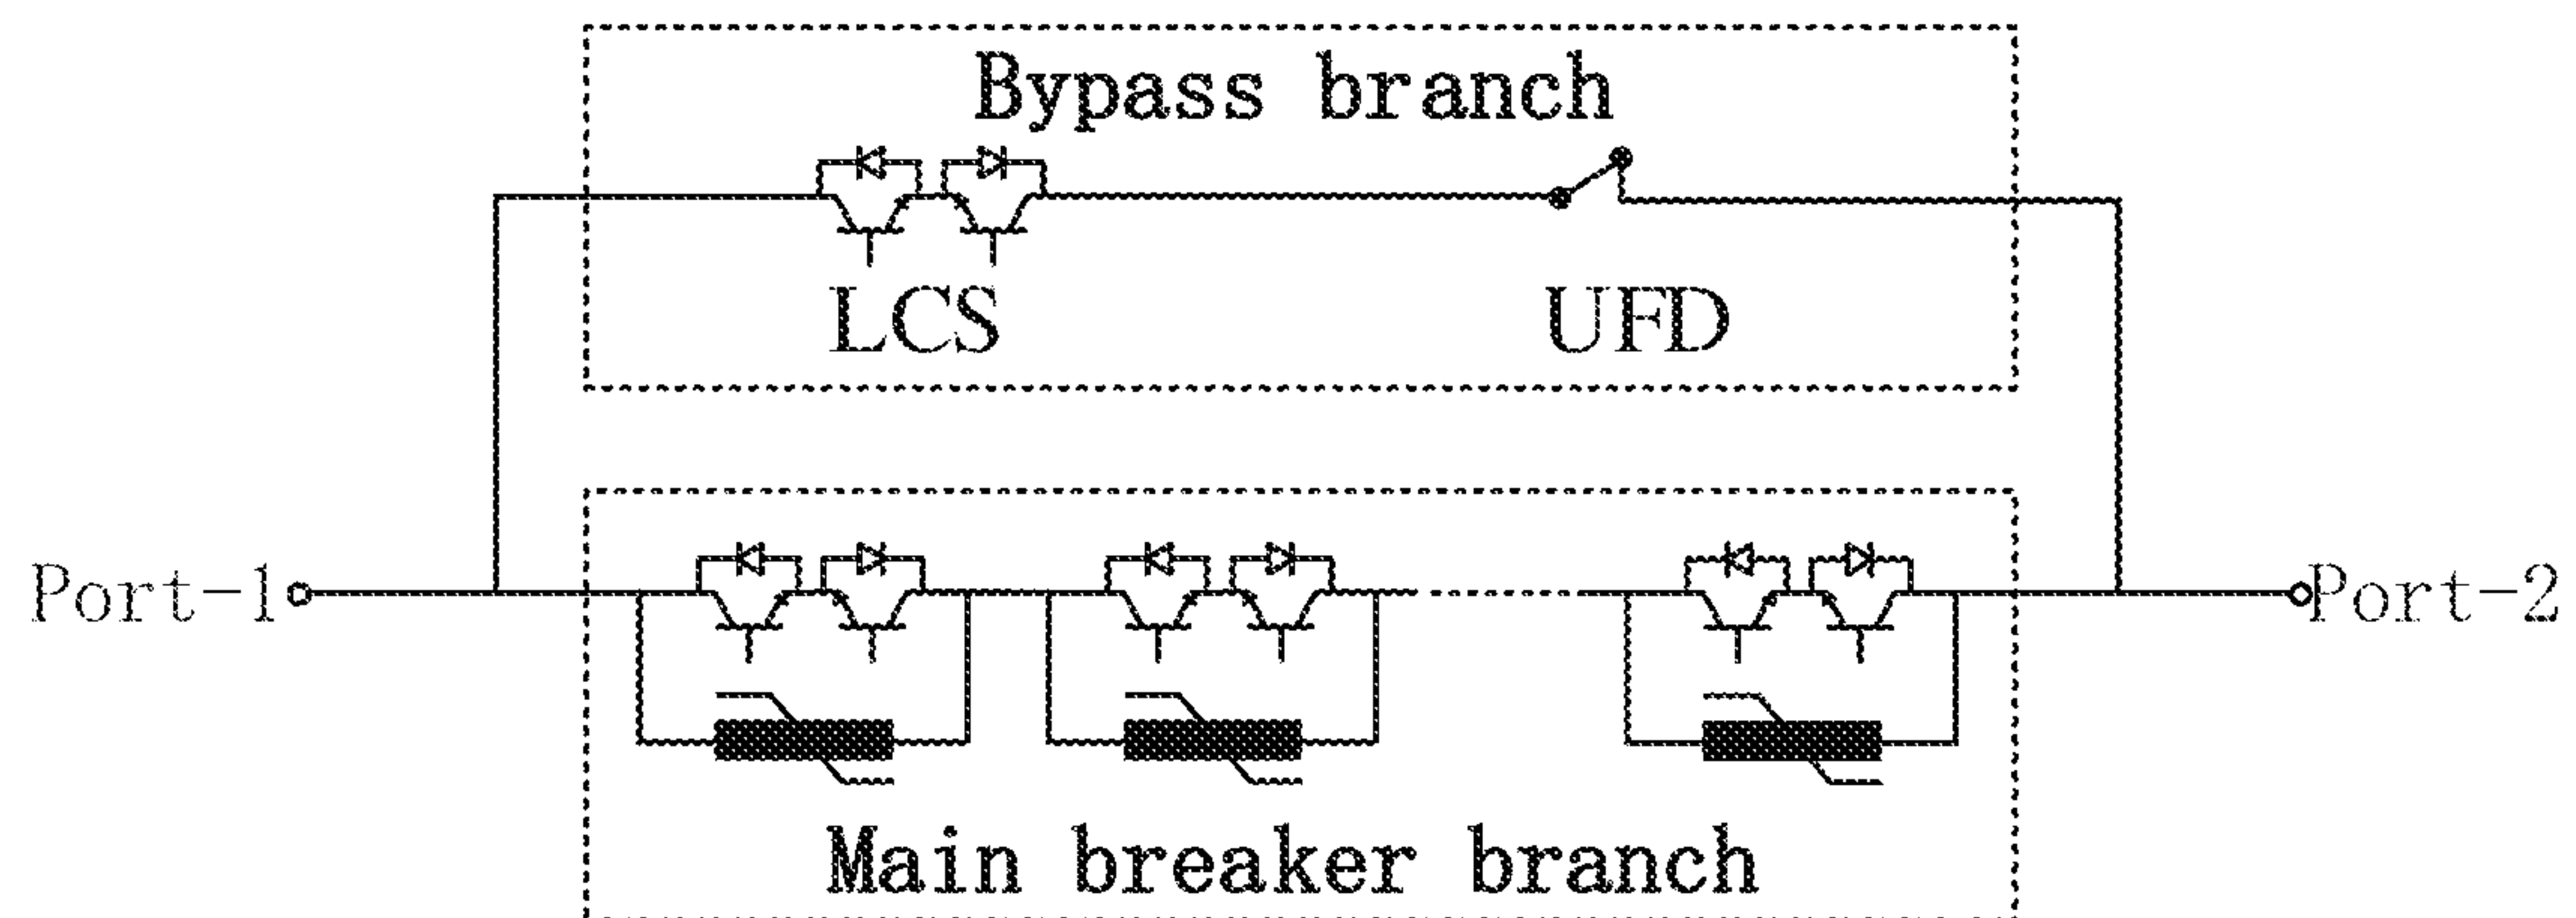 Bypass branch
LCS
UFD
Port-1
Port-2
Main breaker branch